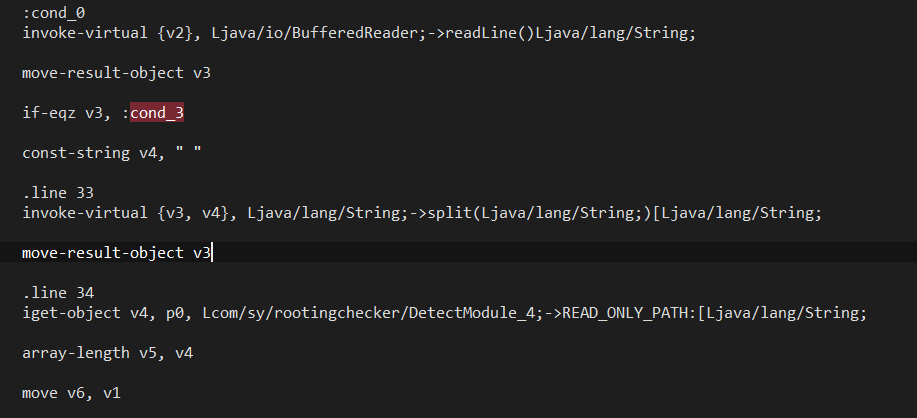 :cond_0
invoke-virtual {v2}, Ljava/io/BufferedReader;->readLine()Ljava/lang/String;
move-result-object v3
if-eqz v3, :cond_3
const-string v4, " "
.line 33
invoke-virtual {v3, v4}, Ljava/lang/String;->split(Ljava/lang/String;)[Ljava/lang/String;
move-result-object v3
.line 34
iget-object v4, p0, Lcom/sy/rootingchecker/DetectModule_4;->READ_ONLY_PATH:[Ljava/lang/String;
array-length v5, v4
move v6, v1